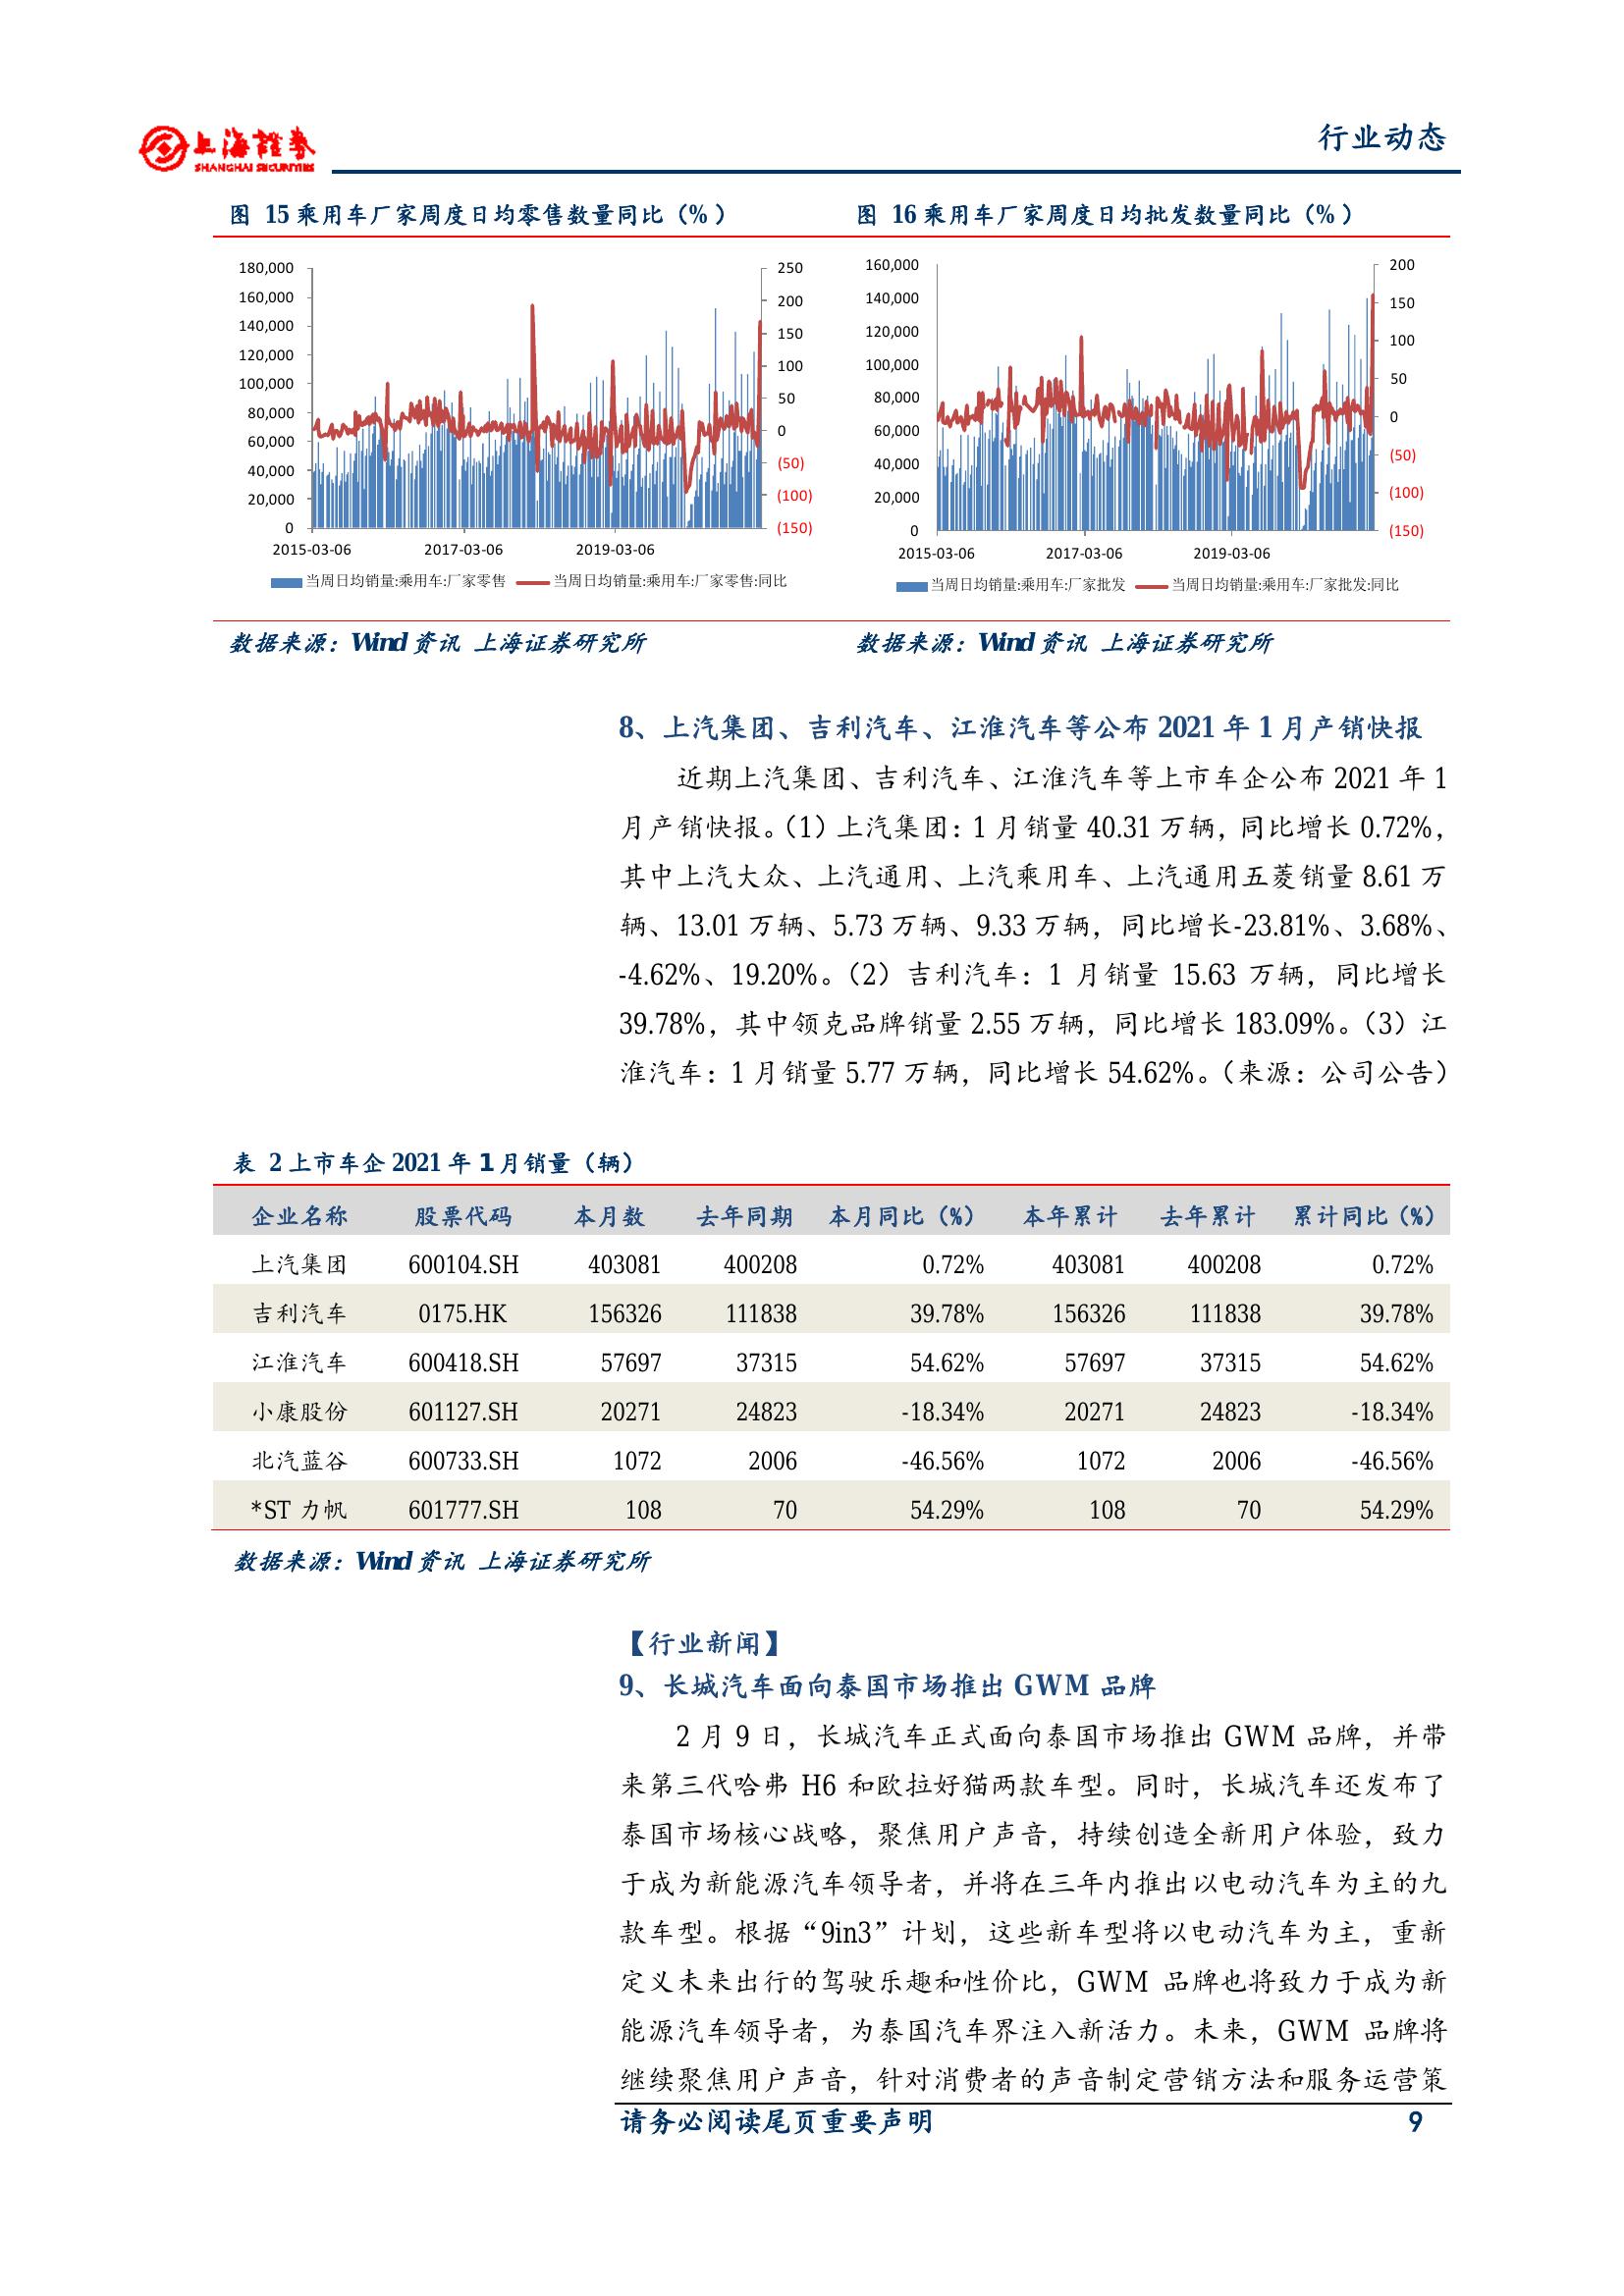 上海證券
SHANGHAI SECURITIES
行业动态
图 15 乘用车厂家周度日均零售数量同比（%）
图 16 乘用车厂家周度日均批发数量同比（%）
180,000
160,000
140,000
120,000
100,000
80,000
60,000
40,000
20,000
0
250
200
150
100
50
0
(50)
(100)
(150)
2015-03-06 2017-03-06 2019-03-06
当周日均销量:乘用车:厂家零售 当周日均销量:乘用车:厂家零售:同比
160,000
140,000
120,000
100,000
80,000
60,000
40,000
20,000
0
200
150
100
50
0
(50)
(100)
(150)
2015-03-06 2017-03-06 2019-03-06
当周日均销量:乘用车:厂家批发 当周日均销量:乘用车:厂家批发:同比
数据来源：Wind 资讯 上海证券研究所
数据来源：Wind 资讯 上海证券研究所
8、上汽集团、吉利汽车、江淮汽车等公布 2021 年 1 月产销快报
近期上汽集团、吉利汽车、江淮汽车等上市车企公布 2021 年 1
月产销快报。（1）上汽集团：1 月销量 40.31 万辆，同比增长 0.72%，
其中上汽大众、上汽通用、上汽乘用车、上汽通用五菱销量 8.61 万
辆、13.01 万辆、5.73 万辆、9.33 万辆，同比增长-23.81%、3.68%、
-4.62%、19.20%。（2）吉利汽车：1 月销量 15.63 万辆，同比增长
39.78%，其中领克品牌销量 2.55 万辆，同比增长 183.09%。（3）江
淮汽车：1 月销量 5.77 万辆，同比增长 54.62%。（来源：公司公告）
表 2 上市车企 2021 年 1 月销量（辆）
企业名称 股票代码 本月数 去年同期 本月同比（%） 本年累计 去年累计 累计同比（%）
上汽集团 600104.SH 403081 400208 0.72% 403081 400208 0.72%
吉利汽车 0175.HK 156326 111838 39.78% 156326 111838 39.78%
江淮汽车 600418.SH 57697 37315 54.62% 57697 37315 54.62%
小康股份 601127.SH 20271 24823 -18.34% 20271 24823 -18.34%
北汽蓝谷 600733.SH 1072 2006 -46.56% 1072 2006 -46.56%
*ST 力帆 601777.SH 108 70 54.29% 108 70 54.29%
数据来源：Wind 资讯 上海证券研究所
【行业新闻】
9、长城汽车面向泰国市场推出 GWM 品牌
2 月 9 日，长城汽车正式面向泰国市场推出 GWM 品牌，并带
来第三代哈弗 H6 和欧拉好猫两款车型。同时，长城汽车还发布了
泰国市场核心战略，聚焦用户声音，持续创造全新用户体验，致力
于成为新能源汽车领导者，并将在三年内推出以电动汽车为主的九
款车型。根据“9in3”计划，这些新车型将以电动汽车为主，重新
定义未来出行的驾驶乐趣和性价比，GWM 品牌也将致力于成为新
能源汽车领导者，为泰国汽车界注入新活力。未来，GWM 品牌将
继续聚焦用户声音，针对消费者的声音制定营销方法和服务运营策
请务必阅读尾页重要声明 9